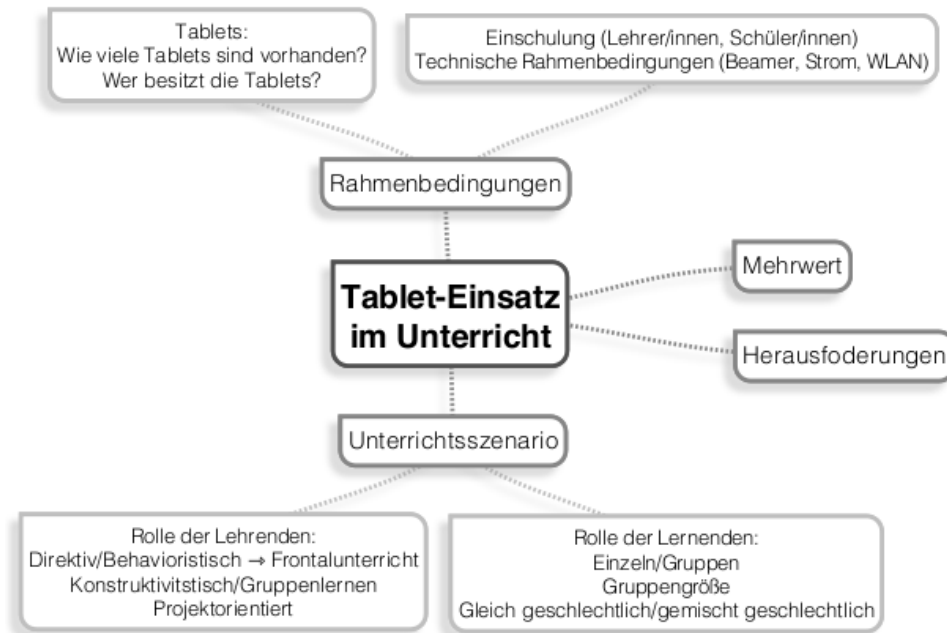 Tablets:
Wie viele Tablets sind vorhanden?
Wer besitzt die Tablets?
Einschulung (Lehrer/innen, Schüler/innen)
Technische Rahmenbedingungen (Beamer, Strom, WLAN)
Rahmenbedingungen
Tablet-Einsatz
im Unterricht
Mehrwert
Herausfoderungen
Unterrichtsszenario
Rolle der Lehrenden:
Direktiv/Behavioristisch → Frontalunterricht
Konstruktivitstisch/Gruppenlernen
Projektorientiert
Rolle der Lernenden:
Einzeln/Gruppen
Gruppengröße
Gleich geschlechtlich/gemischt geschlechtlich